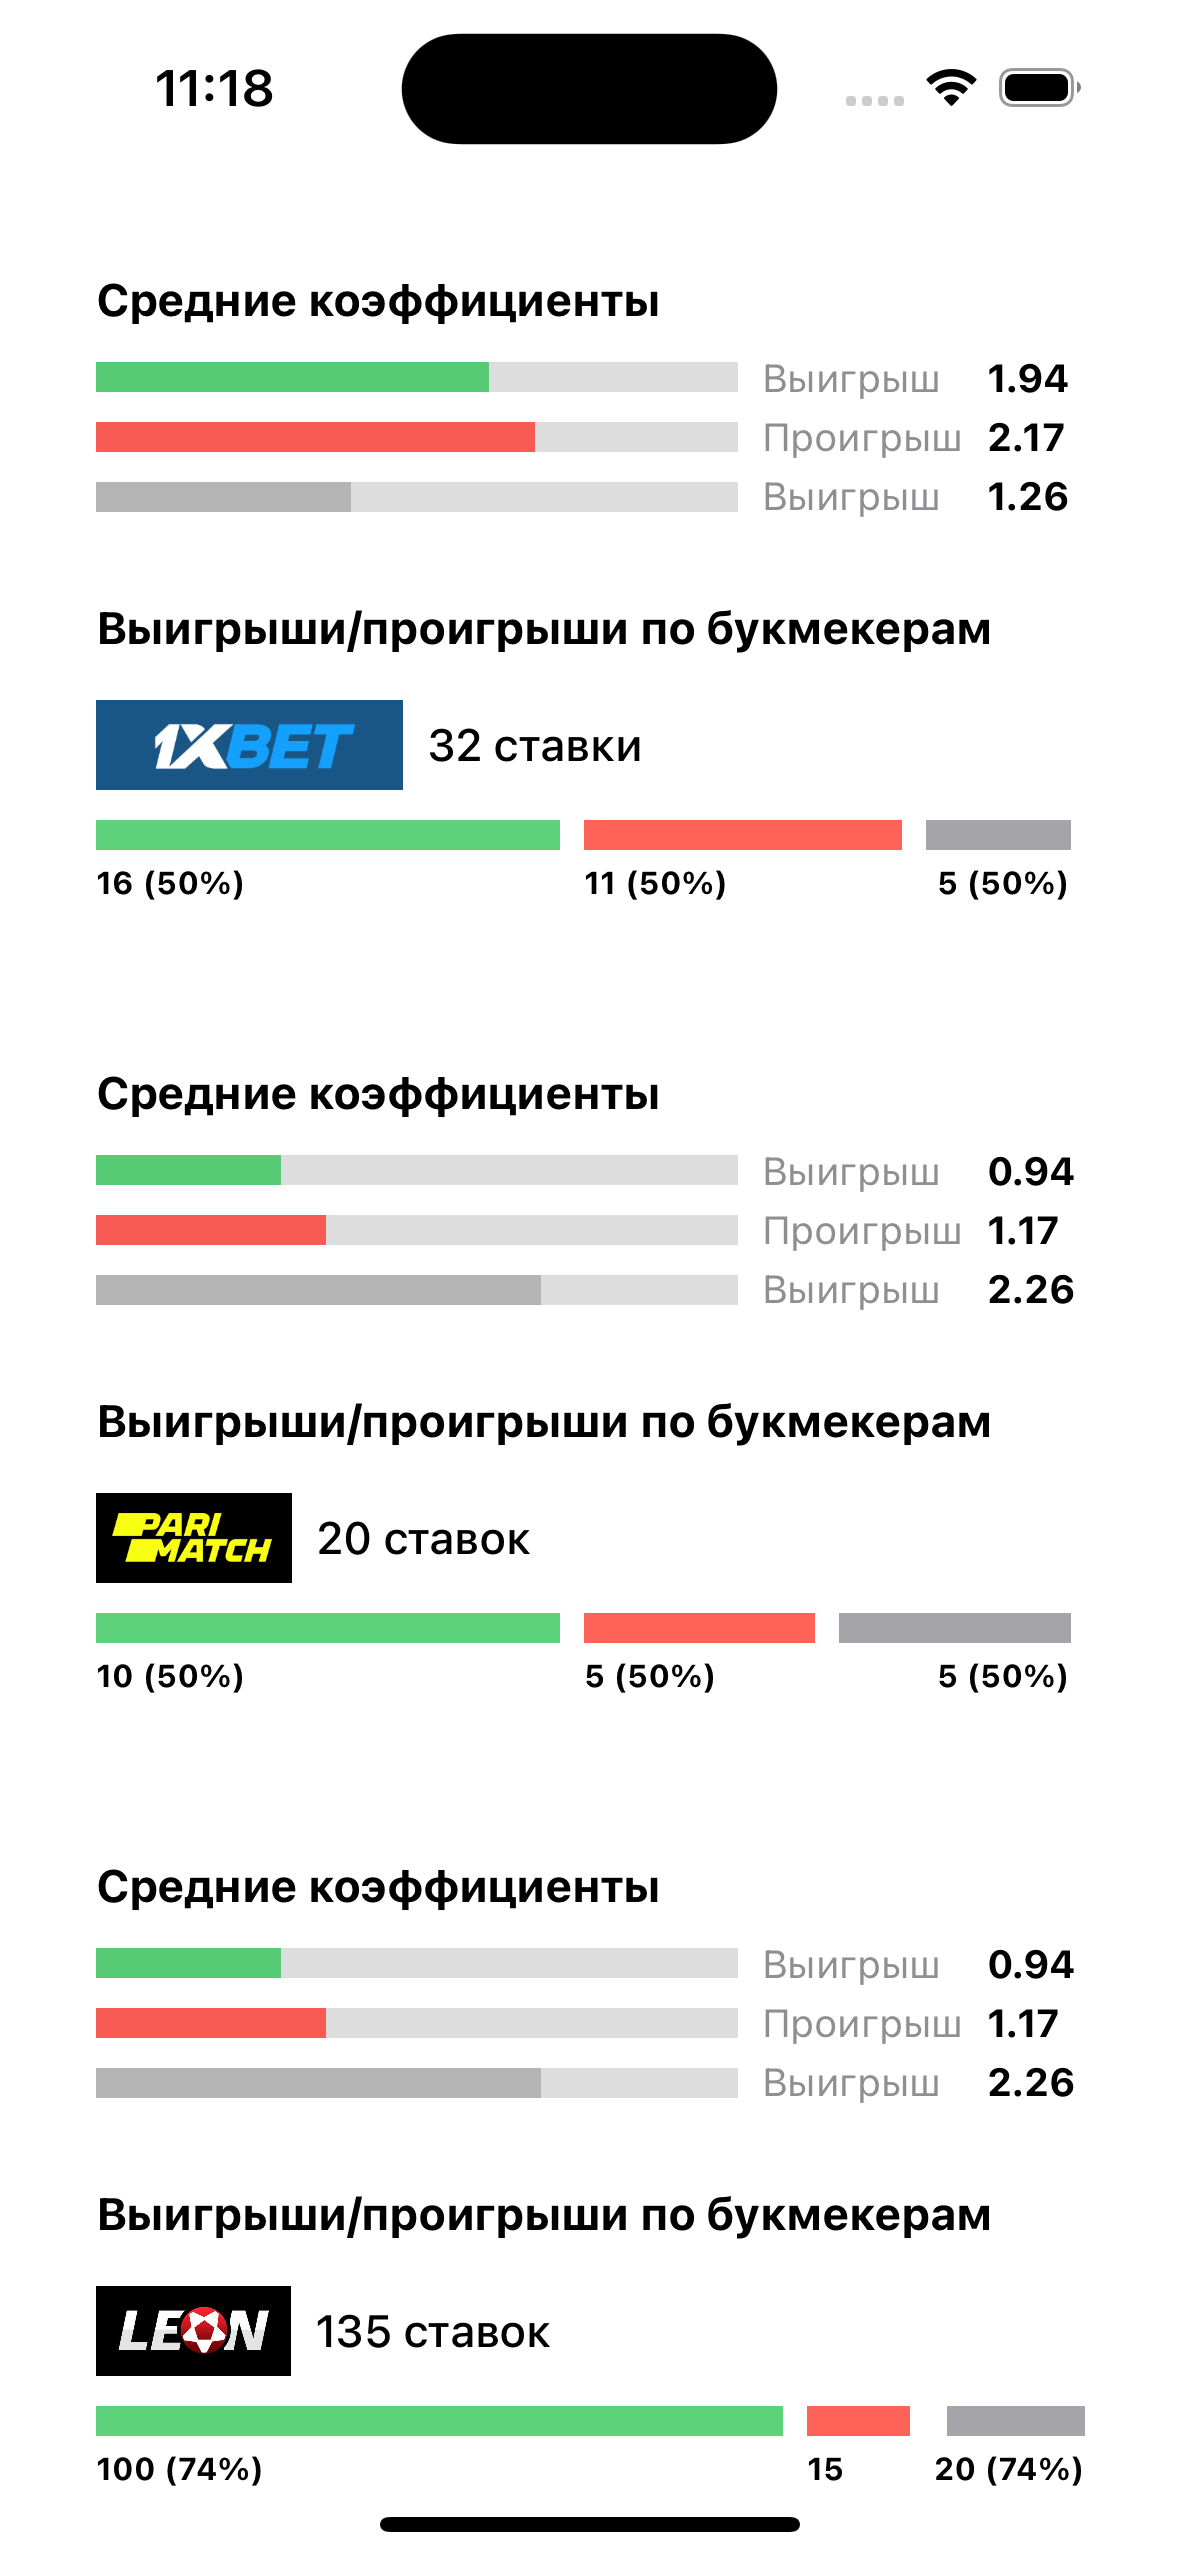 11:18
Средние коэффициенты
Выигрыш 1.94
Проигрыш 2.17
Выигрыш 1.26
Выигрыши/проигрыши по букмекерам
1XBET 32 ставки
16 (50%) 11 (50%) 5 (50%)
Средние коэффициенты
Выигрыш 0.94
Проигрыш 1.17
Выигрыш 2.26
Выигрыши/проигрыши по букмекерам
PARI
MATCH
20 ставок
10 (50%) 5 (50%) 5 (50%)
Средние коэффициенты
Выигрыш 0.94
Проигрыш 1.17
Выигрыш 2.26
Выигрыши/проигрыши по букмекерам
LEON 135 ставок
100 (74%) 15 20 (74%)